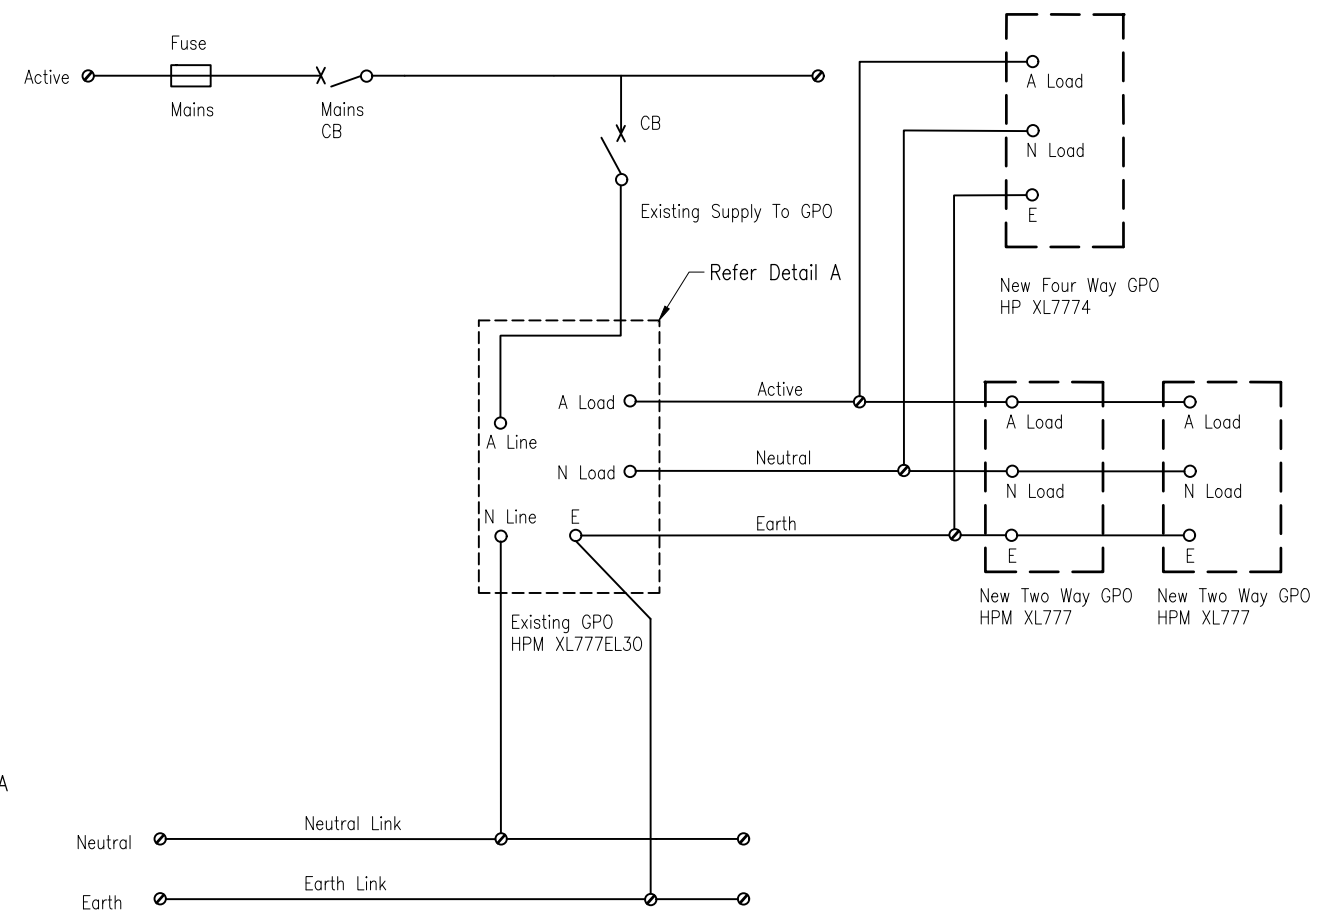 Fuse
Active
Mains
Mains
CB
CB
Existing Supply To GPO
Refer Detail A
A Load
N Load
E
New Four Way GPO
HP XL7774
Active
A Load
A Line
Neutral
N Load
N Line
E
Earth
A Load
N Load
E
A Load
N Load
E
New Two Way GPO
HPM XL777
New Two Way GPO
HPM XL777
Existing GPO
HPM XL777EL30
A
Neutral Link
Neutral
Earth Link
Earth